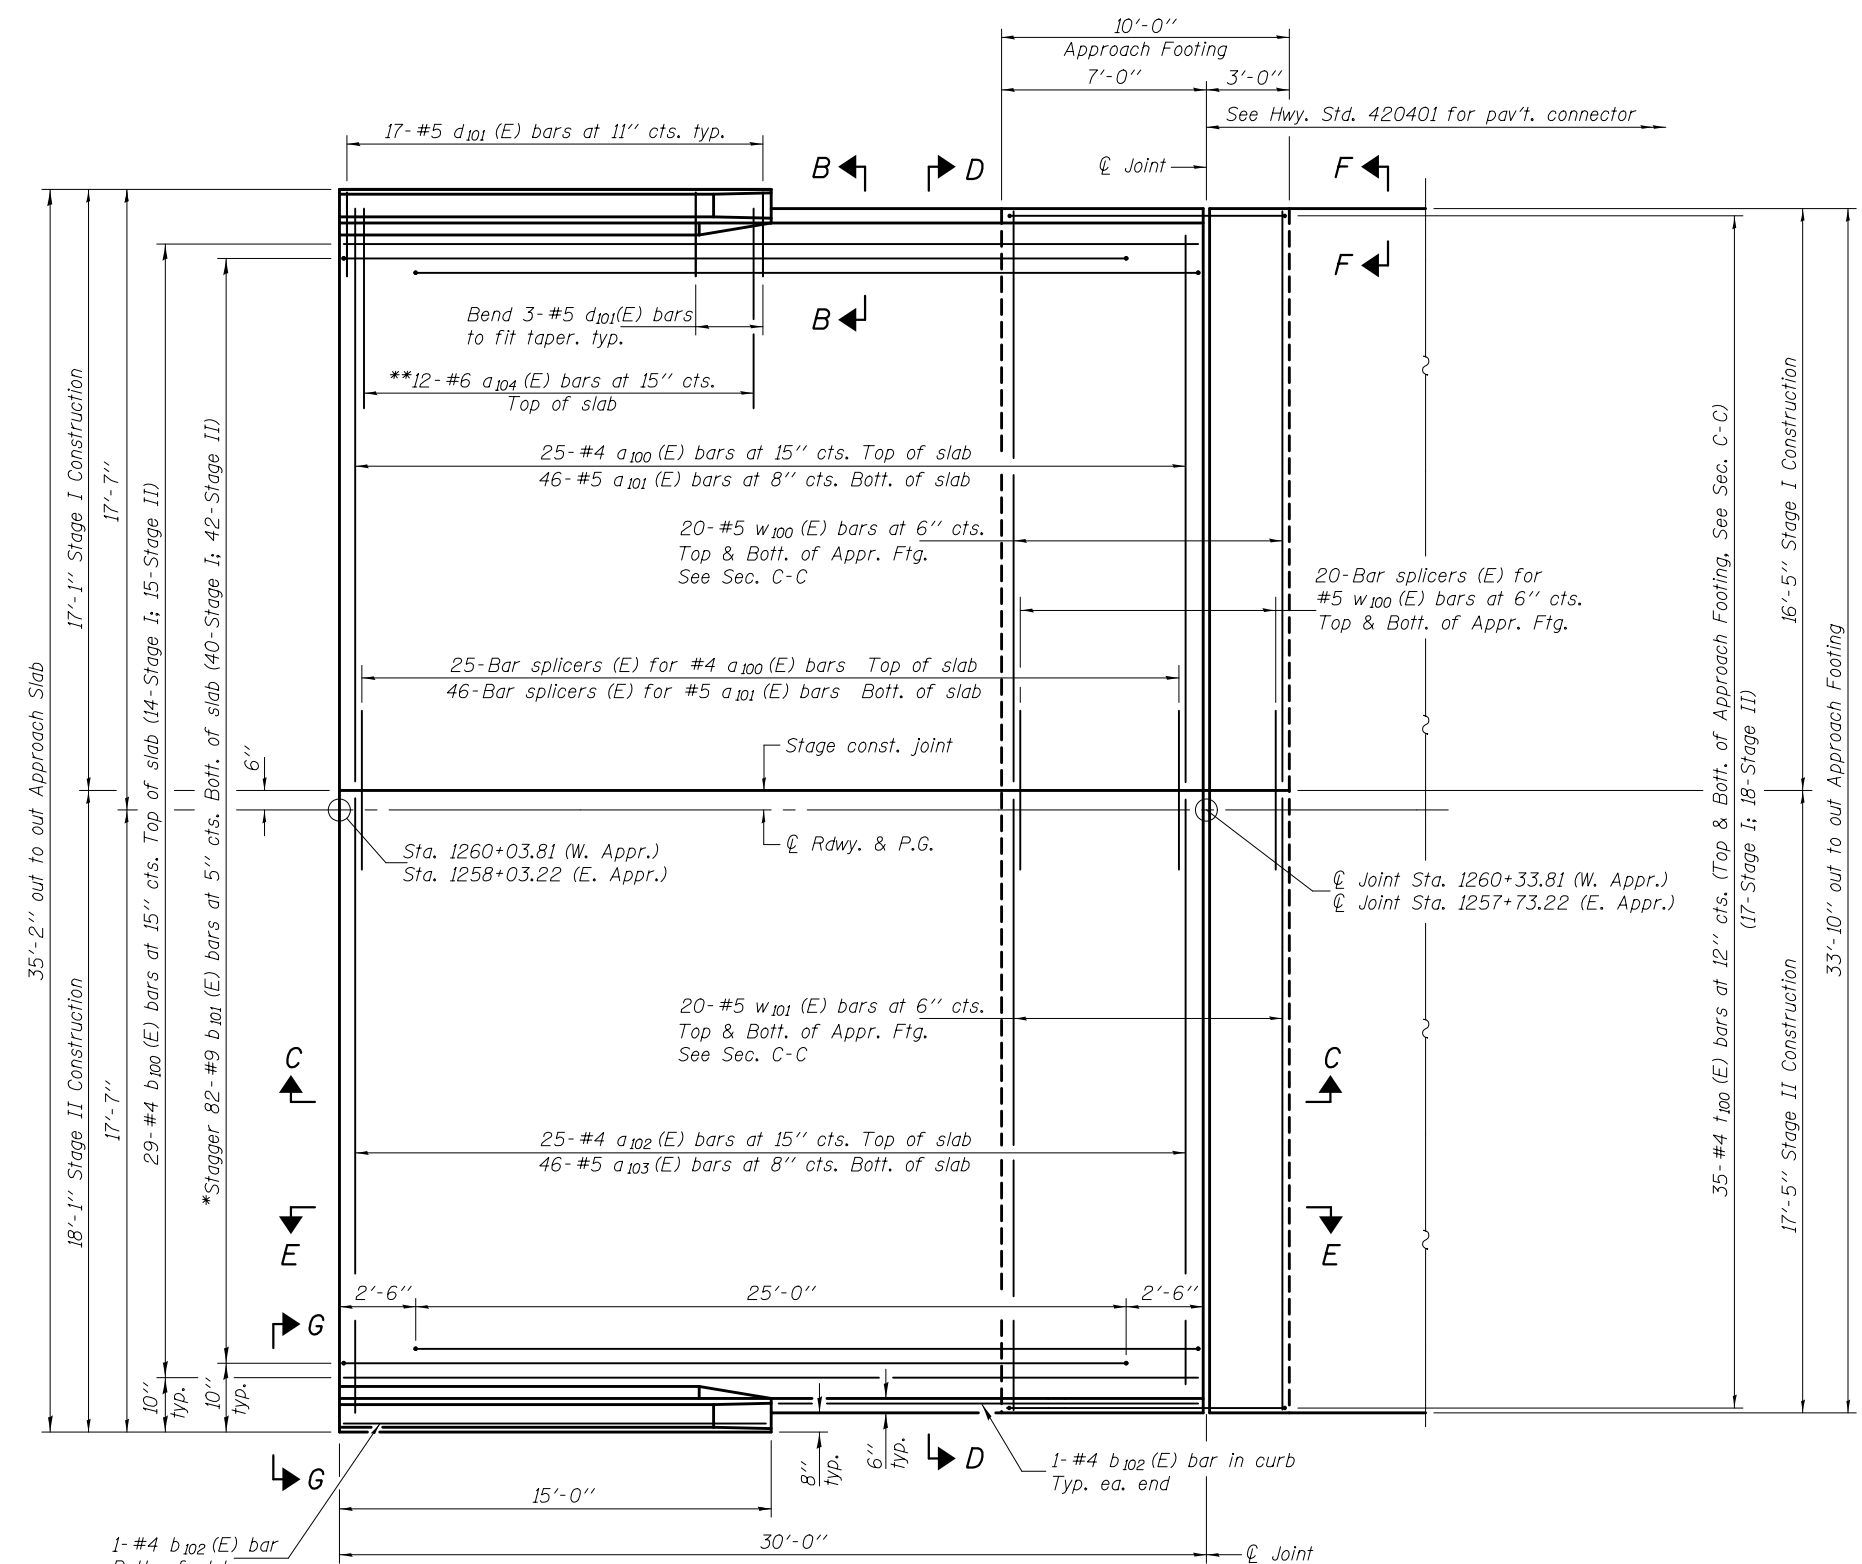 10'-0''
Approach Footing
7'-0''
3'-0''
See Hwy. Std. 420401 for pav't. connector
17-#5 d101 (E) bars at 11'' cts. typ.
B
D
℄ Joint
F
F
B
Bend 3-#5 d101(E) bars
to fit taper. typ.
**12-#6 a104 (E) bars at 15'' cts.
Top of slab
25-#4 a100 (E) bars at 15'' cts. Top of slab
46-#5 a101 (E) bars at 8'' cts. Bott. of slab
20-#5 w100 (E) bars at 6'' cts.
Top & Bott. of Appr. Ftg.
See Sec. C-C
20-Bar splicers (E) for
#5 w100 (E) bars at 6'' cts.
Top & Bott. of Appr. Ftg.
25-Bar splicers (E) for #4 a100 (E) bars Top of slab
46-Bar splicers (E) for #5 a101 (E) bars Bott. of slab
Stage const. joint
6''
℄ Rdwy. & P.G.
Sta. 1260+03.81 (W. Appr.)
Sta. 1258+03.22 (E. Appr.)
℄ Joint Sta. 1260+33.81 (W. Appr.)
℄ Joint Sta. 1257+73.22 (E. Appr.)
35'-2'' out to out Approach Slab
17'-1'' Stage I Construction
18'-1'' Stage II Construction
17'-7''
17'-7''
29-#4 b100 (E) bars at 15'' cts. Top of slab (14-Stage I; 15-Stage II)
*Stagger 82-#9 b101 (E) bars at 5'' cts. Bott. of slab (40-Stage I; 42-Stage II)
35-#4 t100 (E) bars at 12'' cts. (Top & Bott. of Approach Footing, See Sec. C-C)
(17-Stage I; 18-Stage II)
16'-5'' Stage I Construction
17'-5'' Stage II Construction
33'-10'' out to out Approach Footing
20-#5 w101 (E) bars at 6'' cts.
Top & Bott. of Appr. Ftg.
See Sec. C-C
C
C
25-#4 a102 (E) bars at 15'' cts. Top of slab
46-#5 a103 (E) bars at 8'' cts. Bott. of slab
E
E
2'-6''
25'-0''
2'-6''
G
10''
typ.
10''
typ.
G
8''
typ.
6''
typ.
D
1-#4 b102 (E) bar in curb
Typ. ea. end
15'-0''
1-#4 b102 (E) bar
30'-0''
℄ Joint